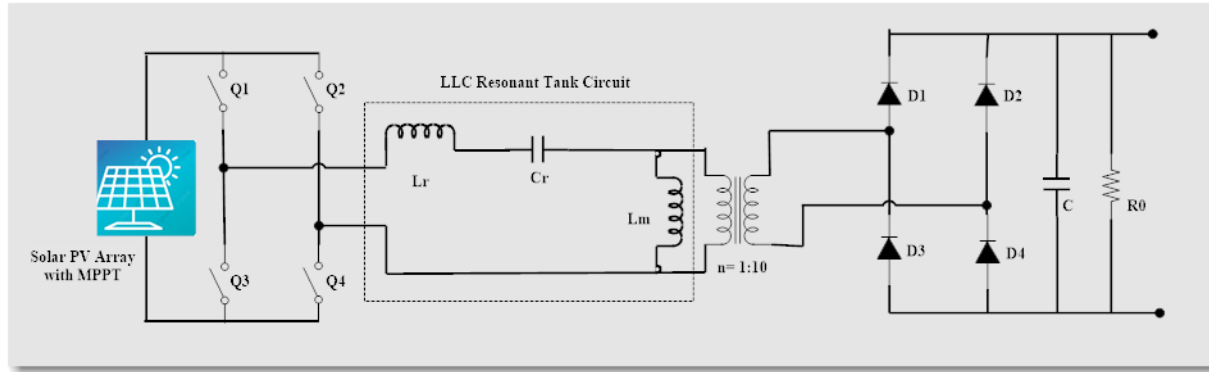 Q1
Q2
LLC Resonant Tank Circuit
D1
D2
Lr
Cr
Lm
C
R0
Solar PV Array
with MPPT
Q3
Q4
n= 1:10
D3
D4